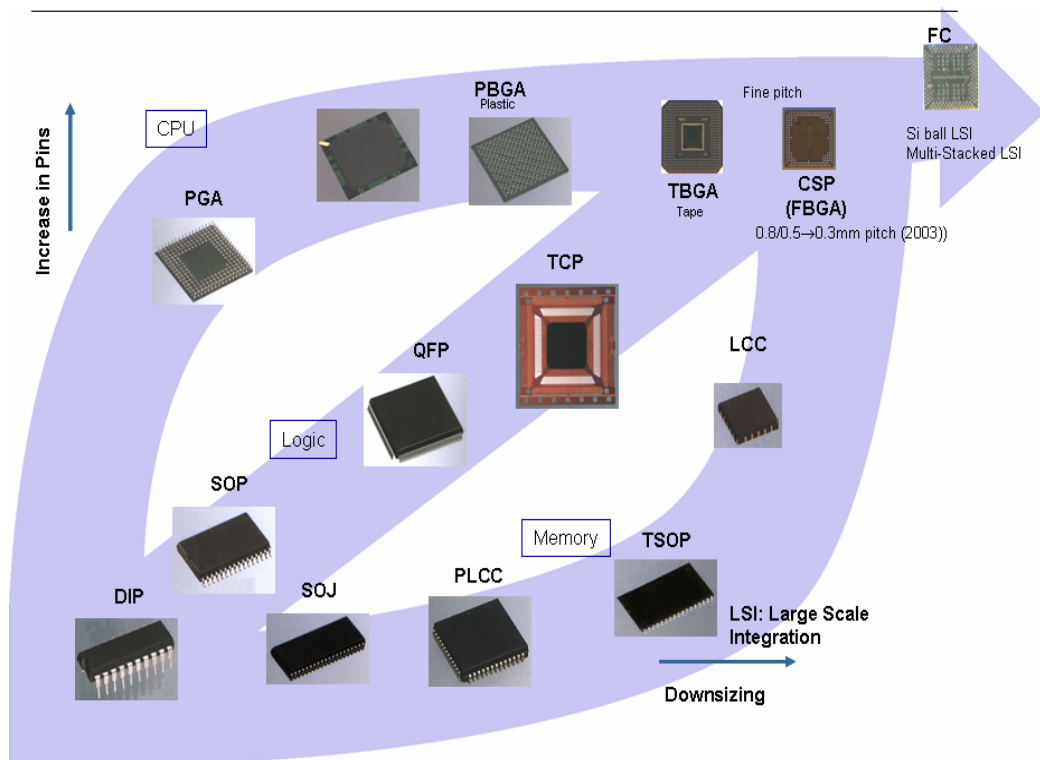 FC
PBGA
Plastic
Fine pitch
CPU
Si ball LSI
Multi-Stacked LSI
Increase in Pins
PGA
TBGA
Tape
CSP
(FBGA)
0.8/0.5→0.3mm pitch (2003))
TCP
QFP
LCC
Logic
SOP
Memory
TSOP
DIP
SOJ
PLCC
LSI: Large Scale
Integration
Downsizing